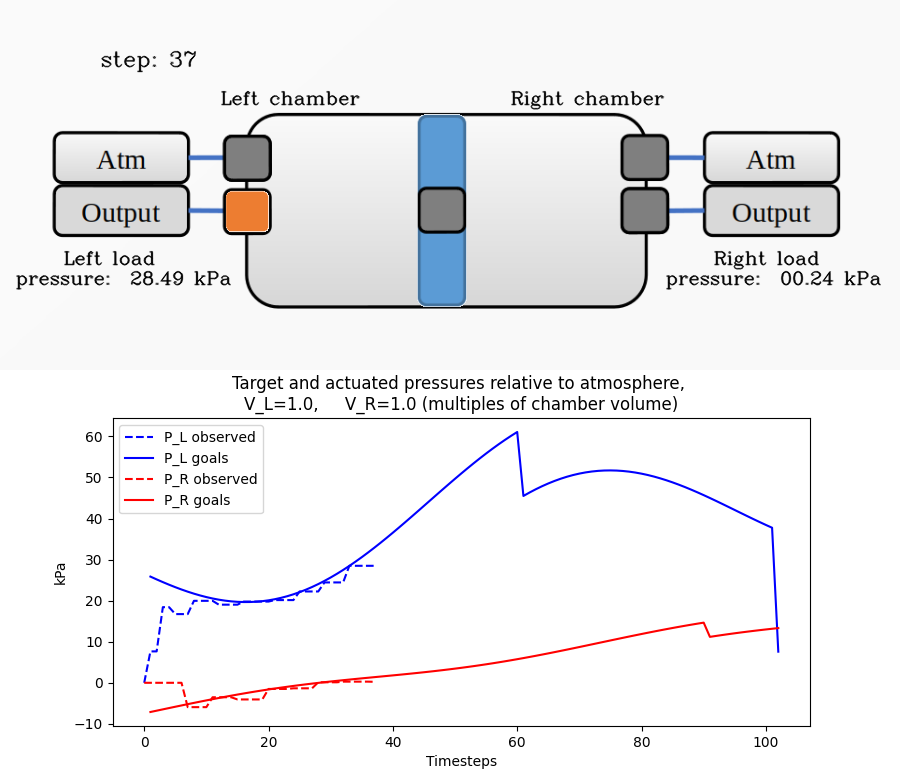 step: 37
Left chamber
Right chamber
Atm
Atm
Output
Output
Left load
pressure: 28.49 kPa
Right load
pressure: 00.24 kPa
Target and actuated pressures relative to atmosphere,
V_L=1.0, V_R=1.0 (multiples of chamber volume)
P_L observed
P_L goals
P_R observed
P_R goals
60
50
40
30
20
10
0
−10
kPa
0 20 40 60 80 100
Timesteps